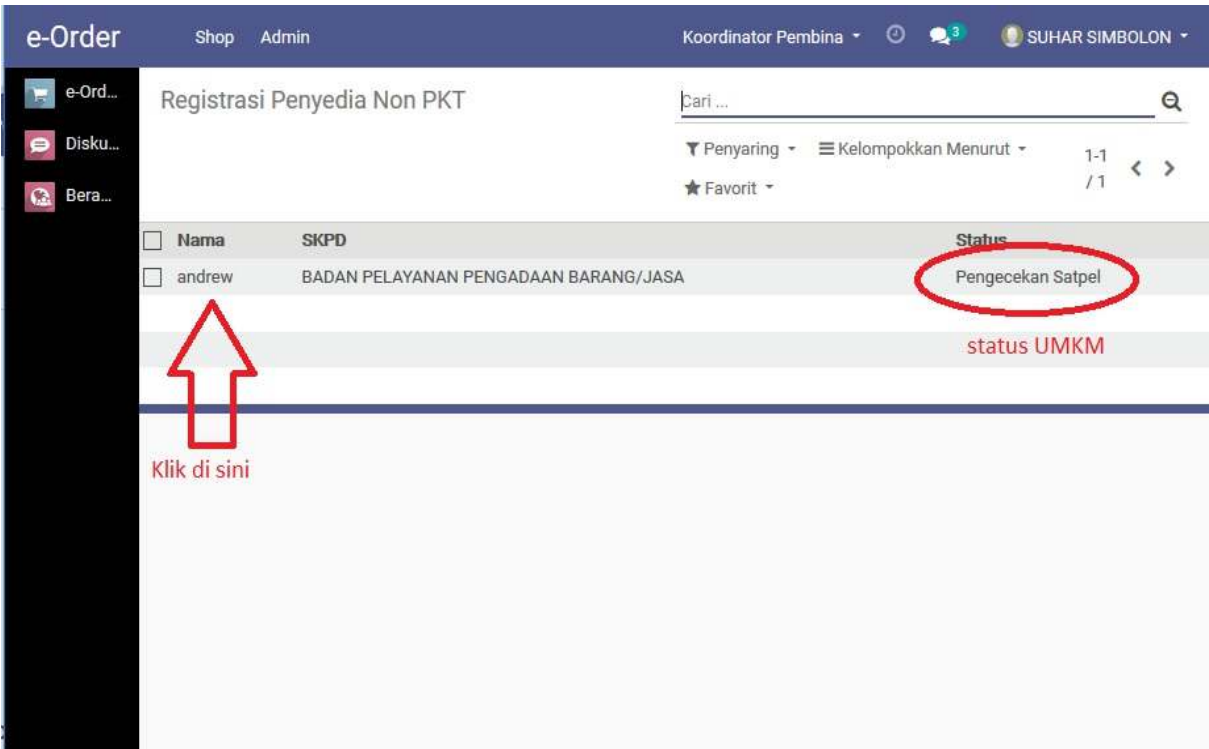 e-Order Shop Admin Koordinator Pembina 3 SUHAR SIMBOLON
e-Ord...
Disku...
Bera...
Registrasi Penyedia Non PKT
Cari ...
Penyaring Kelompokkan Menurut
Favorit
1-1
/ 1
Nama SKPD Status
andrew BADAN PELAYANAN PENGADAAN BARANG/JASA Pengecekan Satpel
status UMKM
Klik di sini